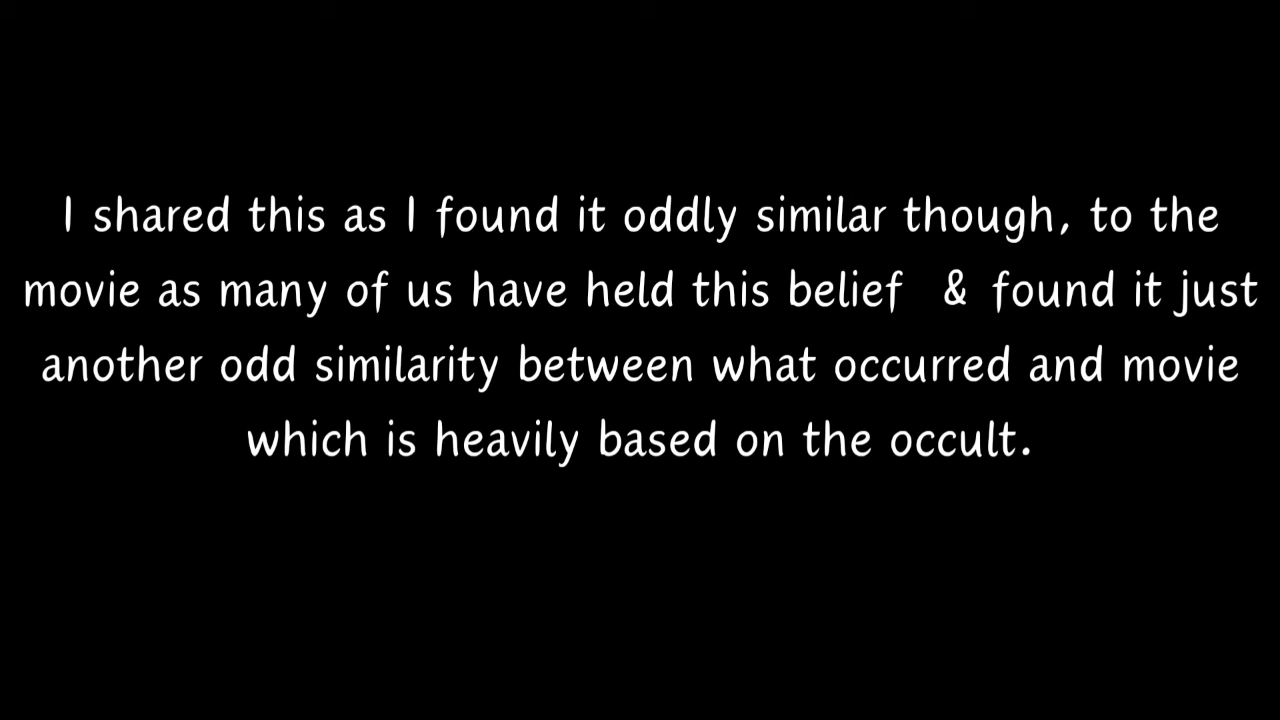 I shared this as I found it oddly similar though, to the
movie as many of us have held this belief & found it just
another odd similarity between what occurred and movie
which is heavily based on the occult.